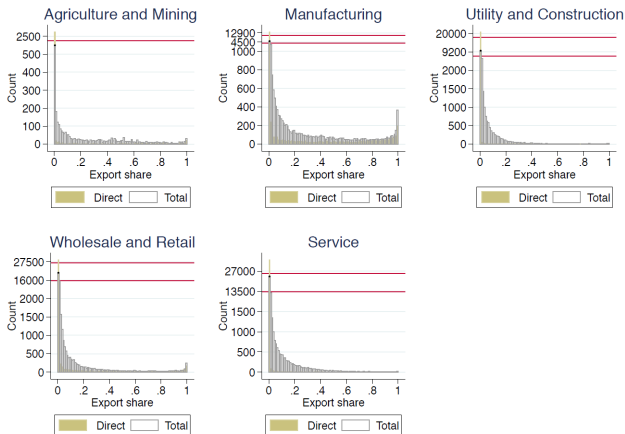 Agriculture and Mining
Count
2500
500
400
300
200
100
0
0 .2 .4 .6 .8 1
Export share
Direct Total
Manufacturing
Count
12900
4500
1000
800
600
400
200
0
0 .2 .4 .6 .8 1
Export share
Direct Total
Utility and Construction
Count
20000
9200
2000
1500
1000
500
0
0 .2 .4 .6 .8 1
Export share
Direct Total
Wholesale and Retail
Count
27500
16000
2000
1500
1000
500
0
0 .2 .4 .6 .8 1
Export share
Direct Total
Service
Count
27000
13500
1500
1000
500
0
0 .2 .4 .6 .8 1
Export share
Direct Total